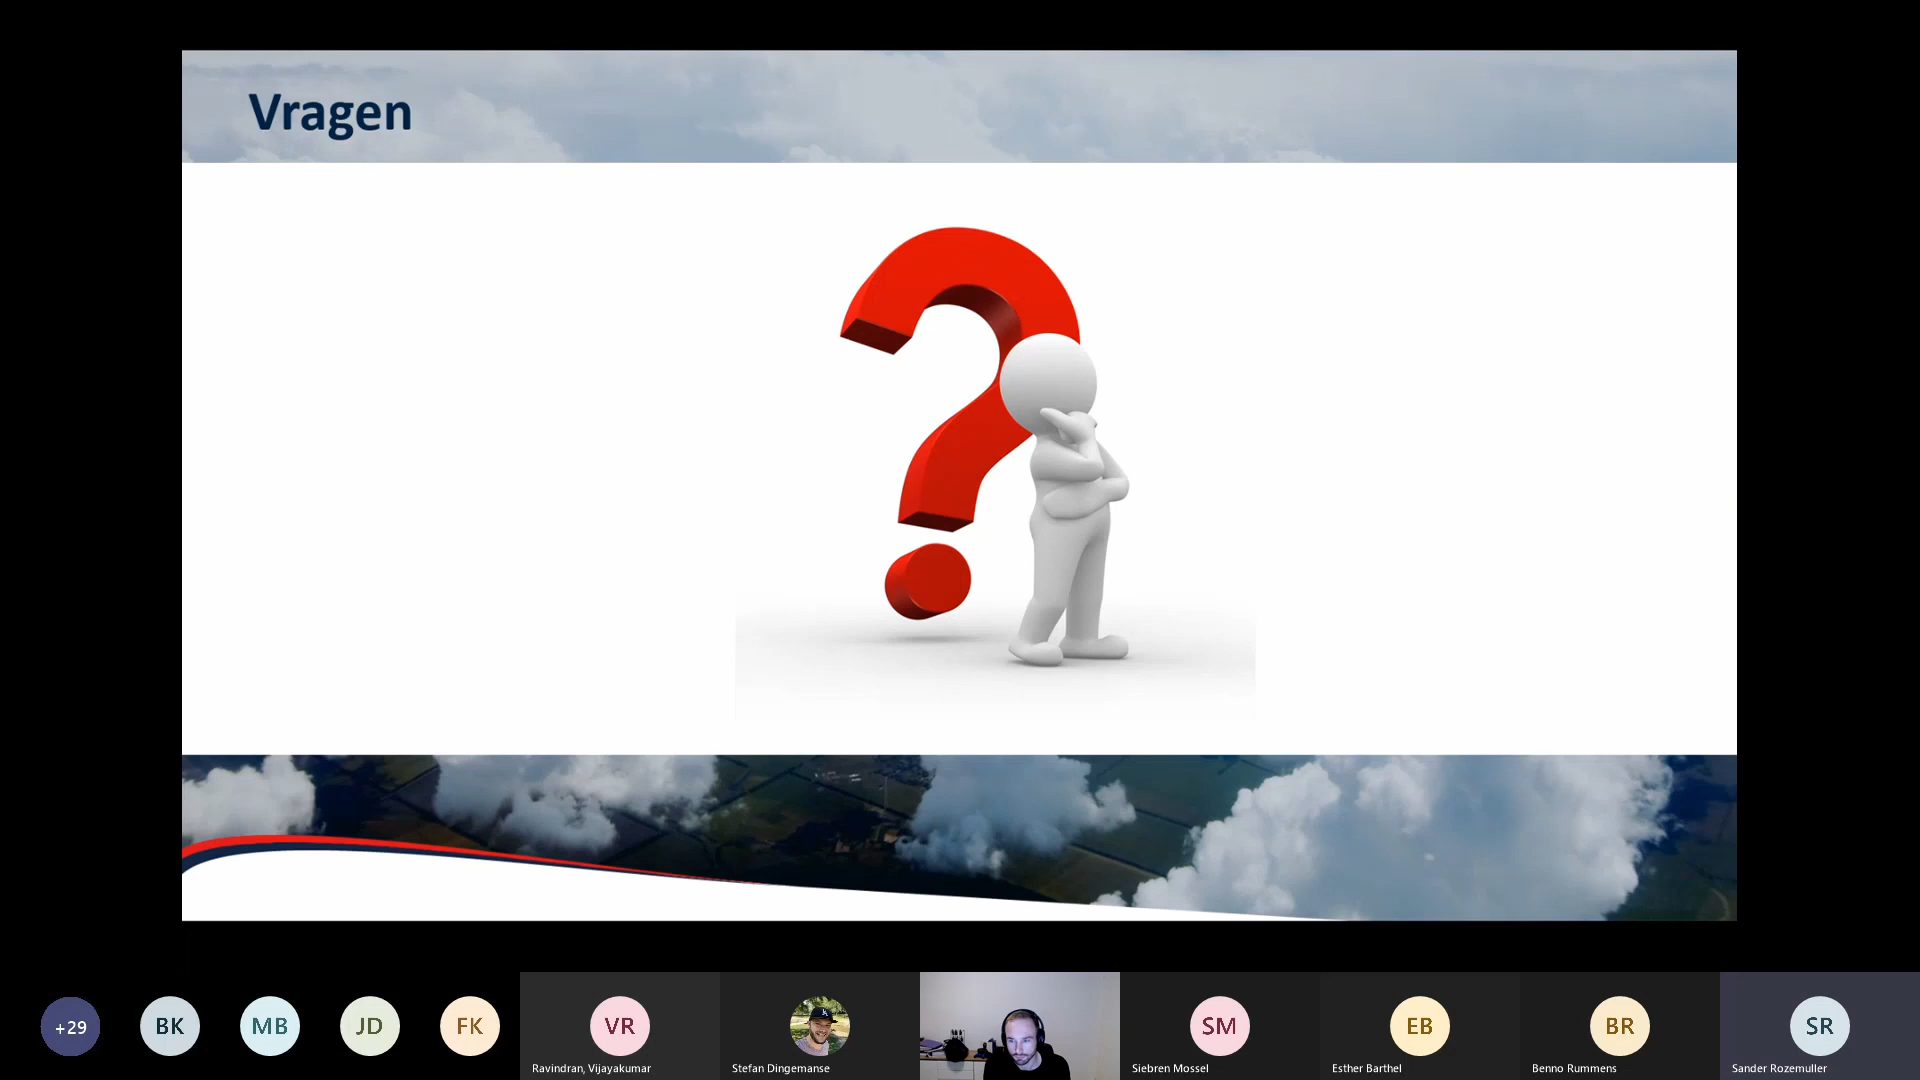 Vragen
+29
BK
MB
JD
FK
VR
SM
EB
BR
SR
Ravindran, Vijayakumar
Stefan Dingemanse
Siebren Mossel
Esther Barthel
Benno Rummens
Sander Rozemuller